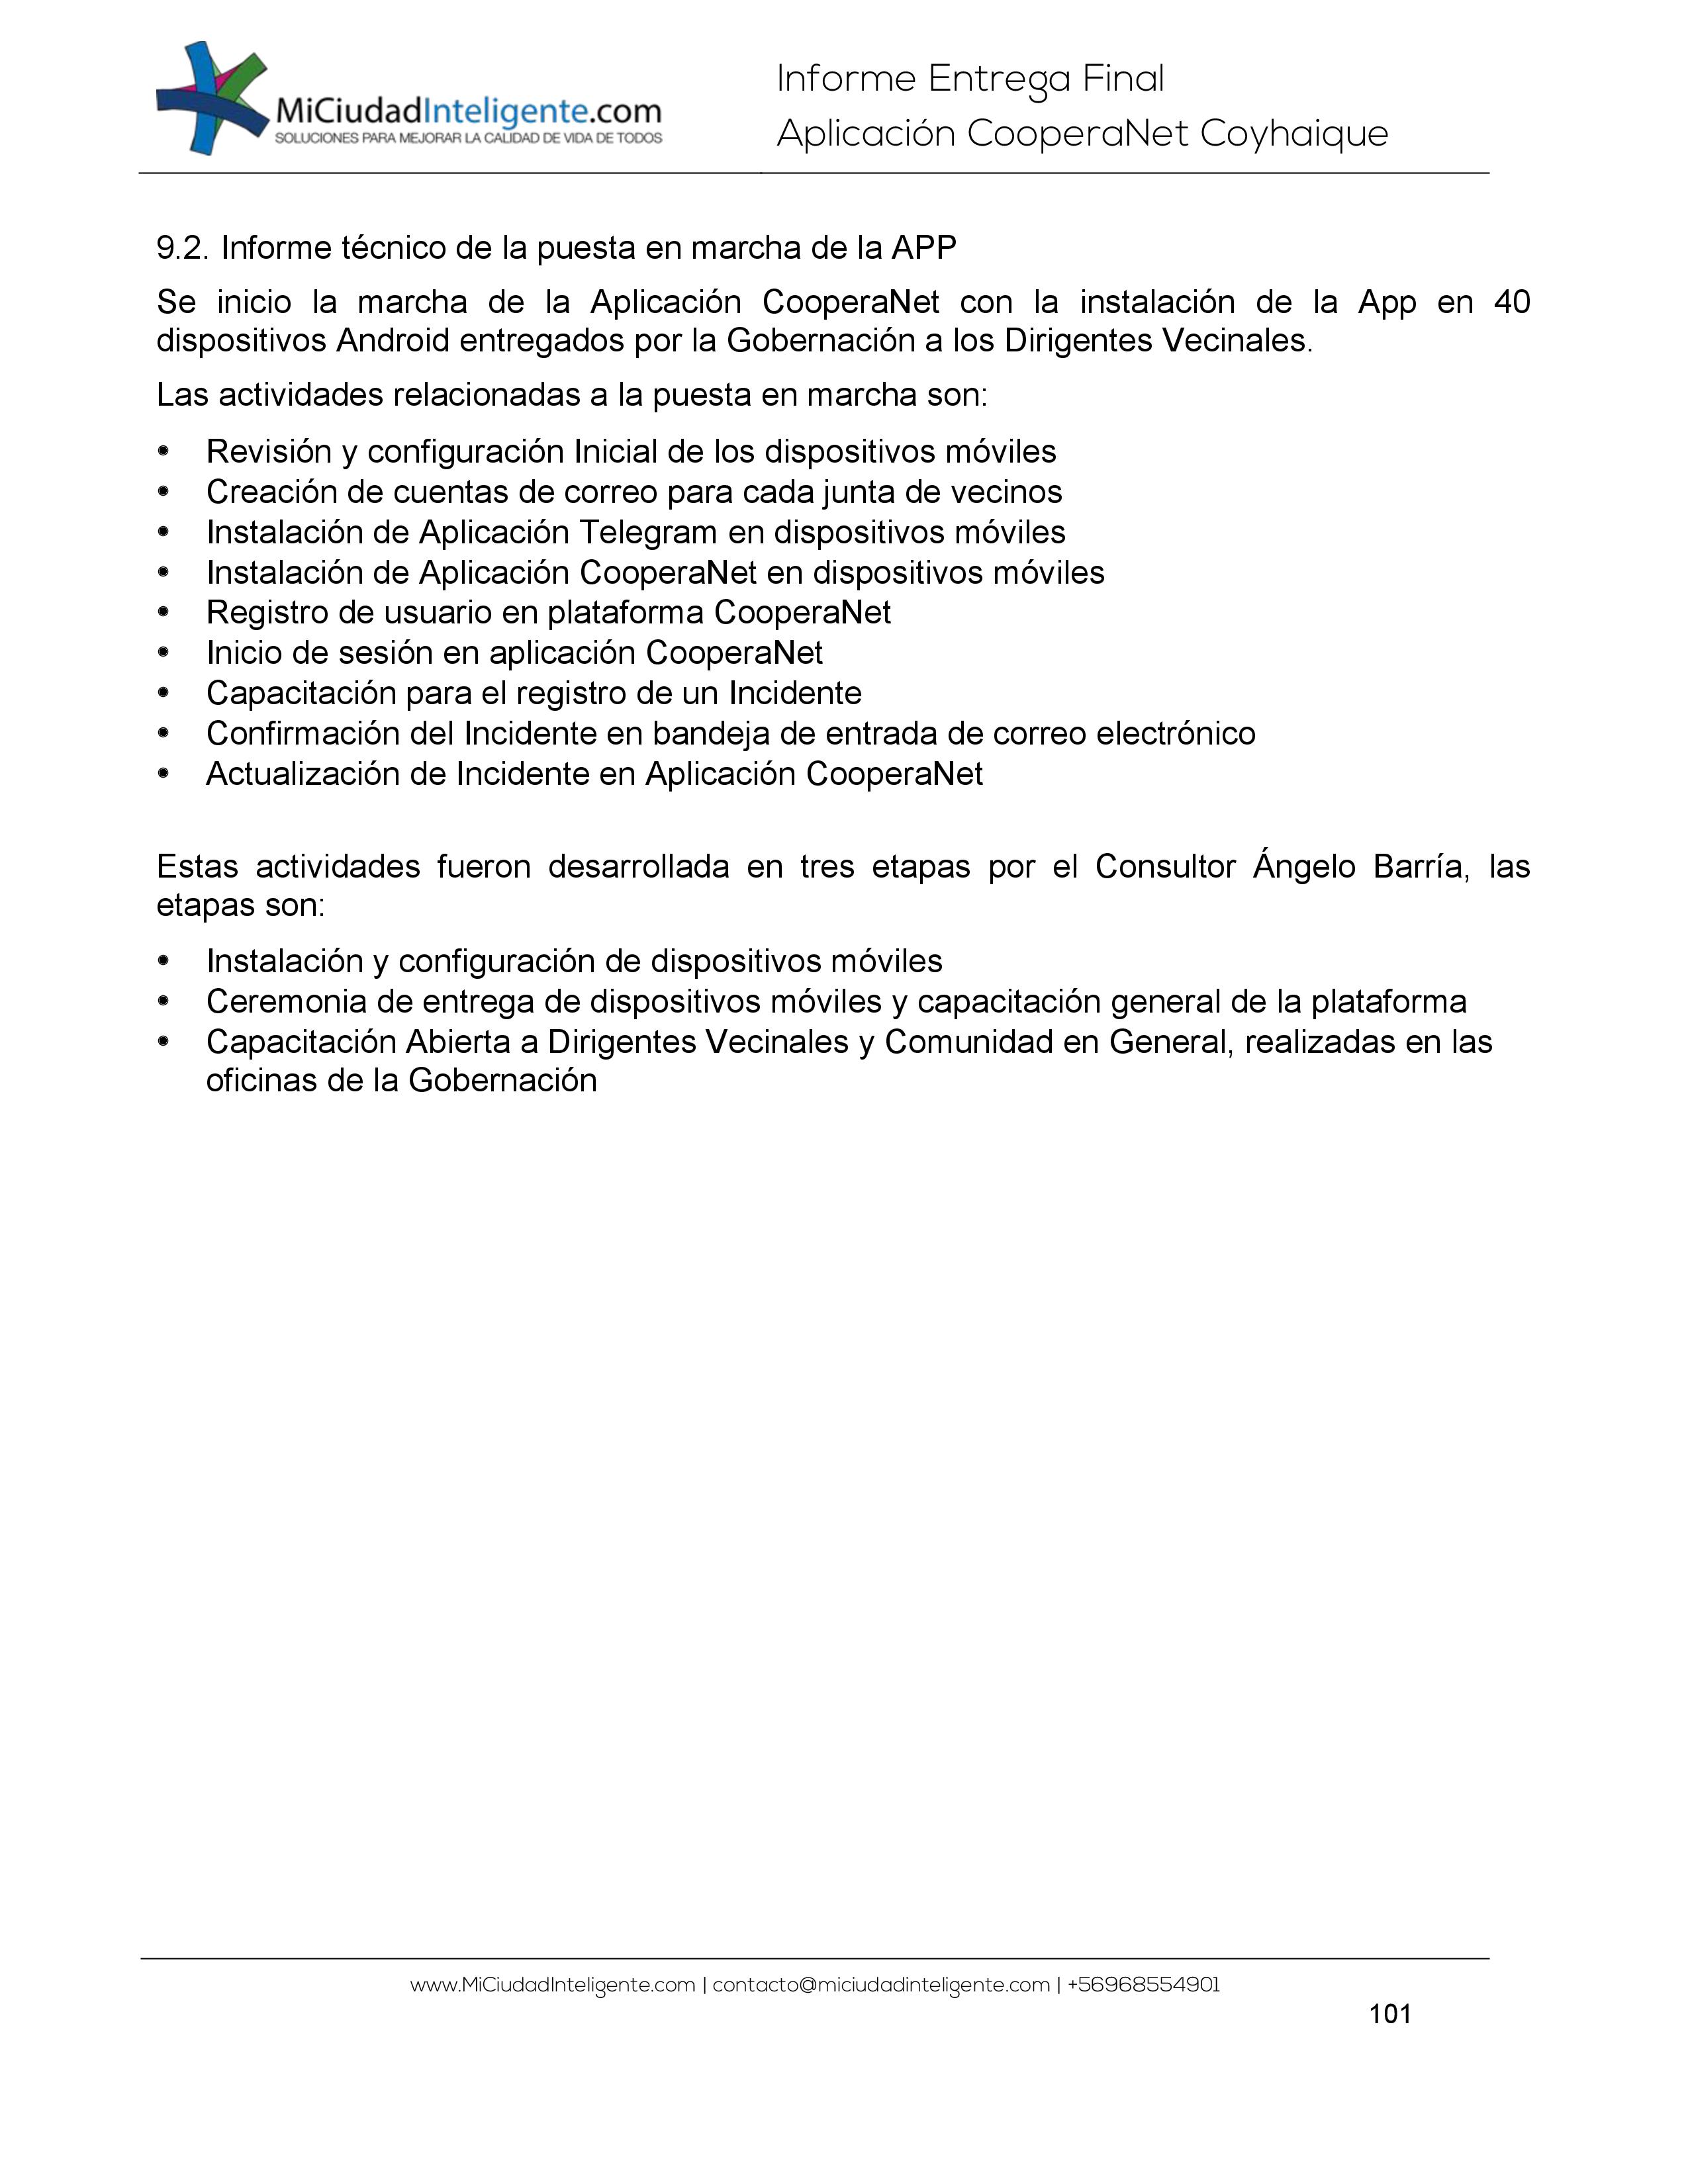 MiCiudadInteligente.com
SOLUCIONES PARA MEJORAR LA CALIDAD DE VIDA DE TODOS
Informe Entrega Final
Aplicación CooperaNet Coyhaique
9.2. Informe técnico de la puesta en marcha de la APP
Se inicio la marcha de la Aplicación CooperaNet con la instalación de la App en 40
dispositivos Android entregados por la Gobernación a los Dirigentes Vecinales.
Las actividades relacionadas a la puesta en marcha son:
• Revisión y configuración Inicial de los dispositivos móviles
• Creación de cuentas de correo para cada junta de vecinos
• Instalación de Aplicación Telegram en dispositivos móviles
• Instalación de Aplicación CooperaNet en dispositivos móviles
• Registro de usuario en plataforma CooperaNet
• Inicio de sesión en aplicación CooperaNet
• Capacitación para el registro de un Incidente
• Confirmación del Incidente en bandeja de entrada de correo electrónico
• Actualización de Incidente en Aplicación CooperaNet
Estas actividades fueron desarrollada en tres etapas por el Consultor Ángelo Barría, las
etapas son:
• Instalación y configuración de dispositivos móviles
• Ceremonia de entrega de dispositivos móviles y capacitación general de la plataforma
• Capacitación Abierta a Dirigentes Vecinales y Comunidad en General, realizadas en las
oficinas de la Gobernación
www.MiCiudadInteligente.com | contacto@miciudadinteligente.com | +56968554901
101